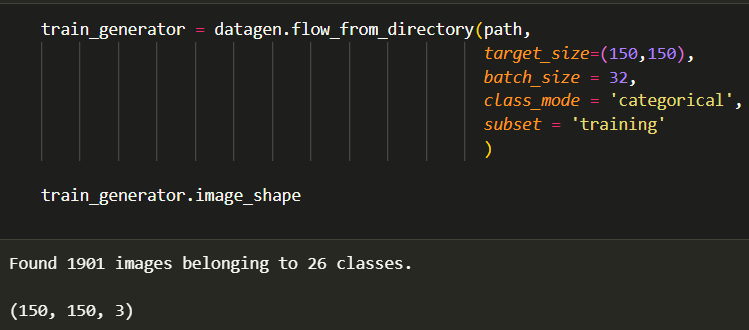 train_generator = datagen.flow_from_directory(path,
target_size=(150,150),
batch_size = 32,
class_mode = 'categorical',
subset = 'training'
)
train_generator.image_shape
Found 1901 images belonging to 26 classes.
(150, 150, 3)